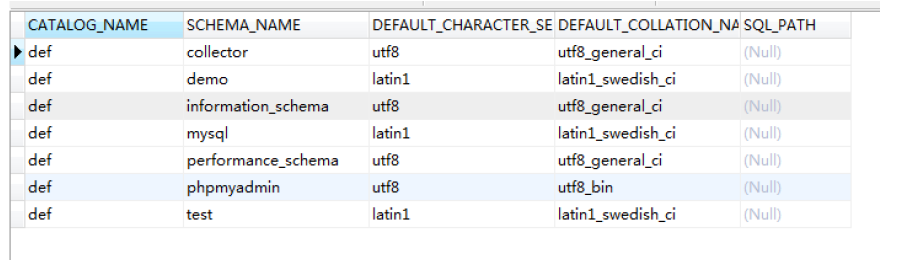 CATALOG_NAME SCHEMA_NAME DEFAULT_CHARACTER_SE DEFAULT_COLLATION_NA SQL_PATH
def collector utf8 utf8_general_ci (Null)
def demo latin1 latin1_swedish_ci (Null)
def information_schema utf8 utf8_general_ci (Null)
def mysql latin1 latin1_swedish_ci (Null)
def performance_schema utf8 utf8_general_ci (Null)
def phpmyadmin utf8 utf8_bin (Null)
def test latin1 latin1_swedish_ci (Null)